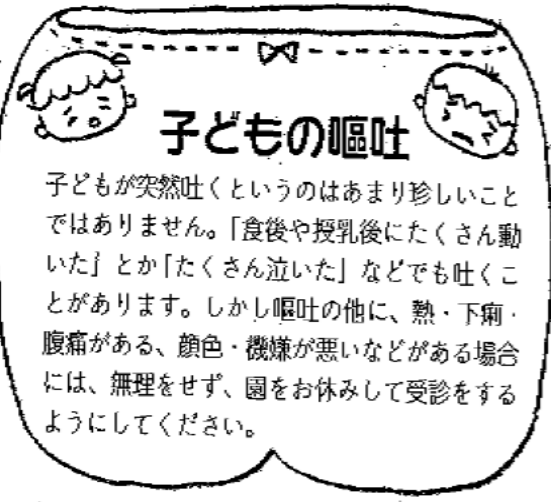 子どもの嘔吐
子どもが突然吐くというのはあまり珍しいこと
ではありません。「食後や授乳後にたくさん動
いた」とか「たくさん泣いた」などでも吐くこ
とがあります。しかし嘔吐の他に、熱・下痢・
腹痛がある、顔色・機嫌が悪いなどがある場合
には、無理をせず、園をお休みして受診をする
ようにしてください。